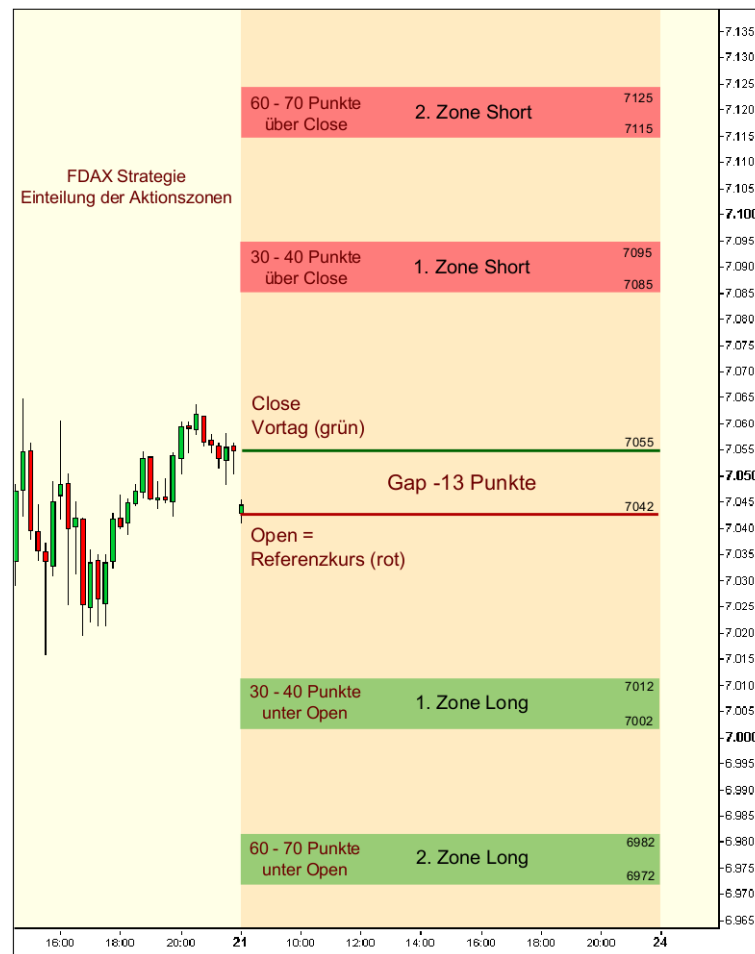 60 - 70 Punkte
über Close
2. Zone Short
7125
7115
FDAX Strategie
Einteilung der Aktionszonen
30 - 40 Punkte
über Close
1. Zone Short
7095
7085
Close
Vortag (grün)
7055
Gap -13 Punkte
7042
Open =
Referenzkurs (rot)
30 - 40 Punkte
unter Open
1. Zone Long
7012
7002
60 - 70 Punkte
unter Open
2. Zone Long
6982
6972
7.135
7.130
7.125
7.120
7.115
7.110
7.105
7.100
7.095
7.090
7.085
7.080
7.075
7.070
7.065
7.060
7.055
7.050
7.045
7.040
7.035
7.030
7.025
7.020
7.015
7.010
7.005
7.000
6.995
6.990
6.985
6.980
6.975
6.970
6.965
16:00 18:00 20:00 21 10:00 12:00 14:00 16:00 18:00 20:00 24